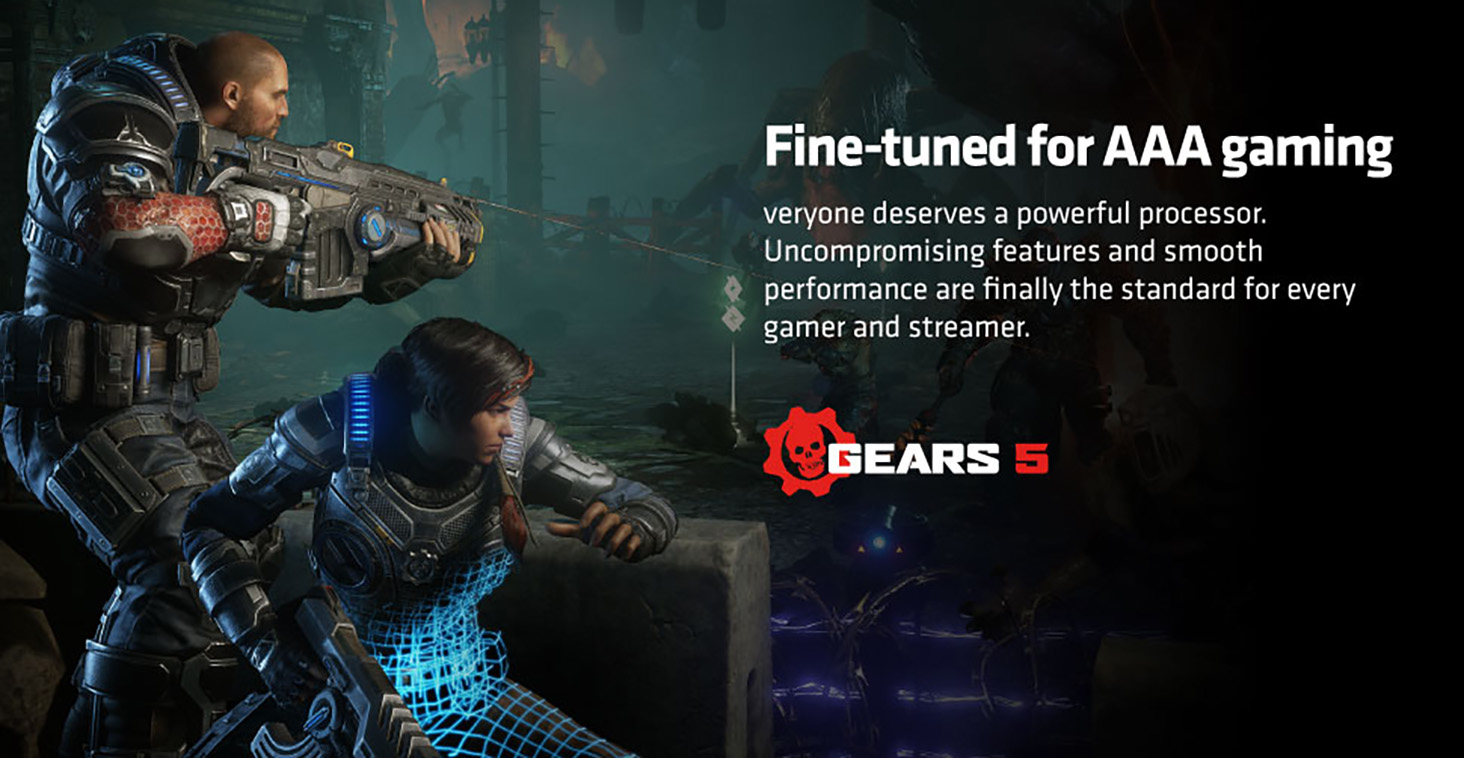 Fine-tuned for AAA gaming
veryone deserves a powerful processor.
Uncompromising features and smooth
performance are finally the standard for every
gamer and streamer.
GEARS 5